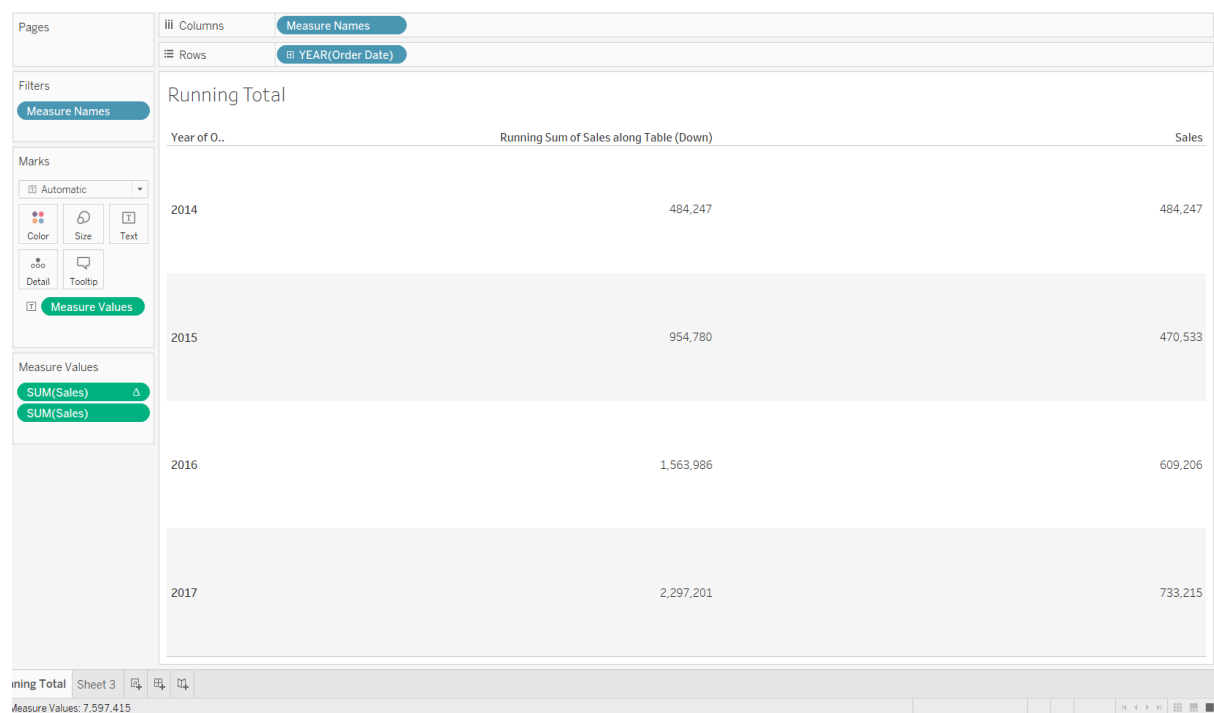 Pages
Columns
Measure Names
Rows
YEAR(Order Date)
Filters
Measure Names
Marks
Automatic
Color Size Text
Detail Tooltip
Measure Values
Measure Values
SUM(Sales) Δ
SUM(Sales)
Running Total
Year of O.. Running Sum of Sales along Table (Down) Sales
2014 484,247 484,247
2015 954,780 470,533
2016 1,563,986 609,206
2017 2,297,201 733,215
nning Total Sheet 3
Measure Values: 7,597,415